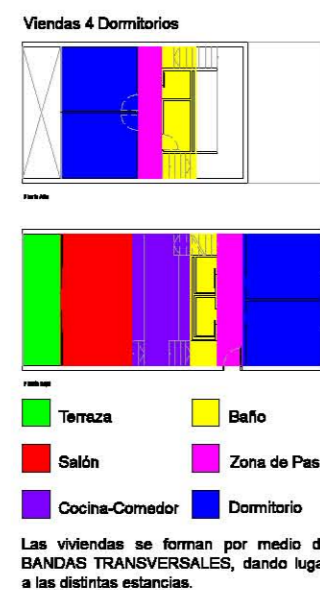 Viendas 4 Dormitorios
Terraza
Baño
Salón
Zona de Pas
Cocina-Comedor
Dormitorio
Las viviendas se forman por medio d
BANDAS TRANSVERSALES, dando luga
a las distintas estancias.